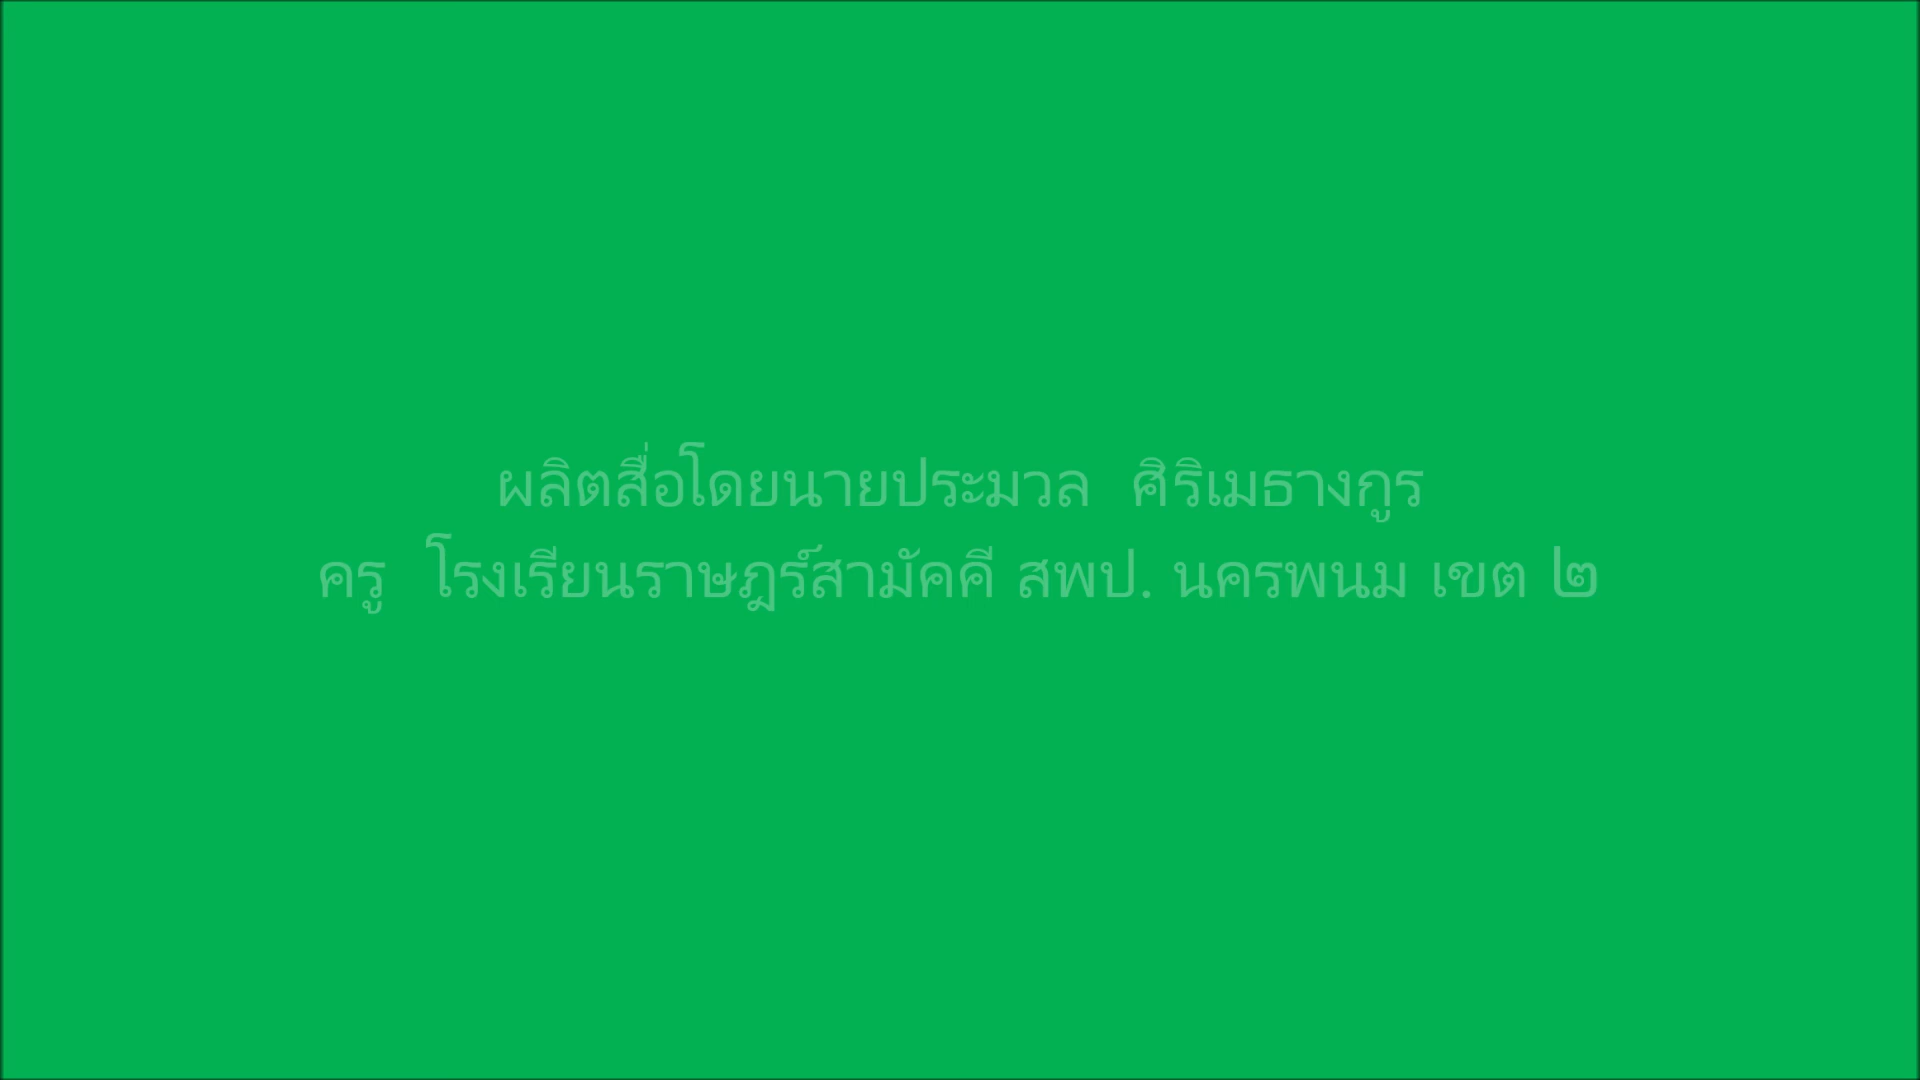 ผลิตสื่อโดยนายประมวล  ศิริเมธางกูร
ครู  โรงเรียนราษฎร์สามัคคี สพป. นครพนม เขต ๒